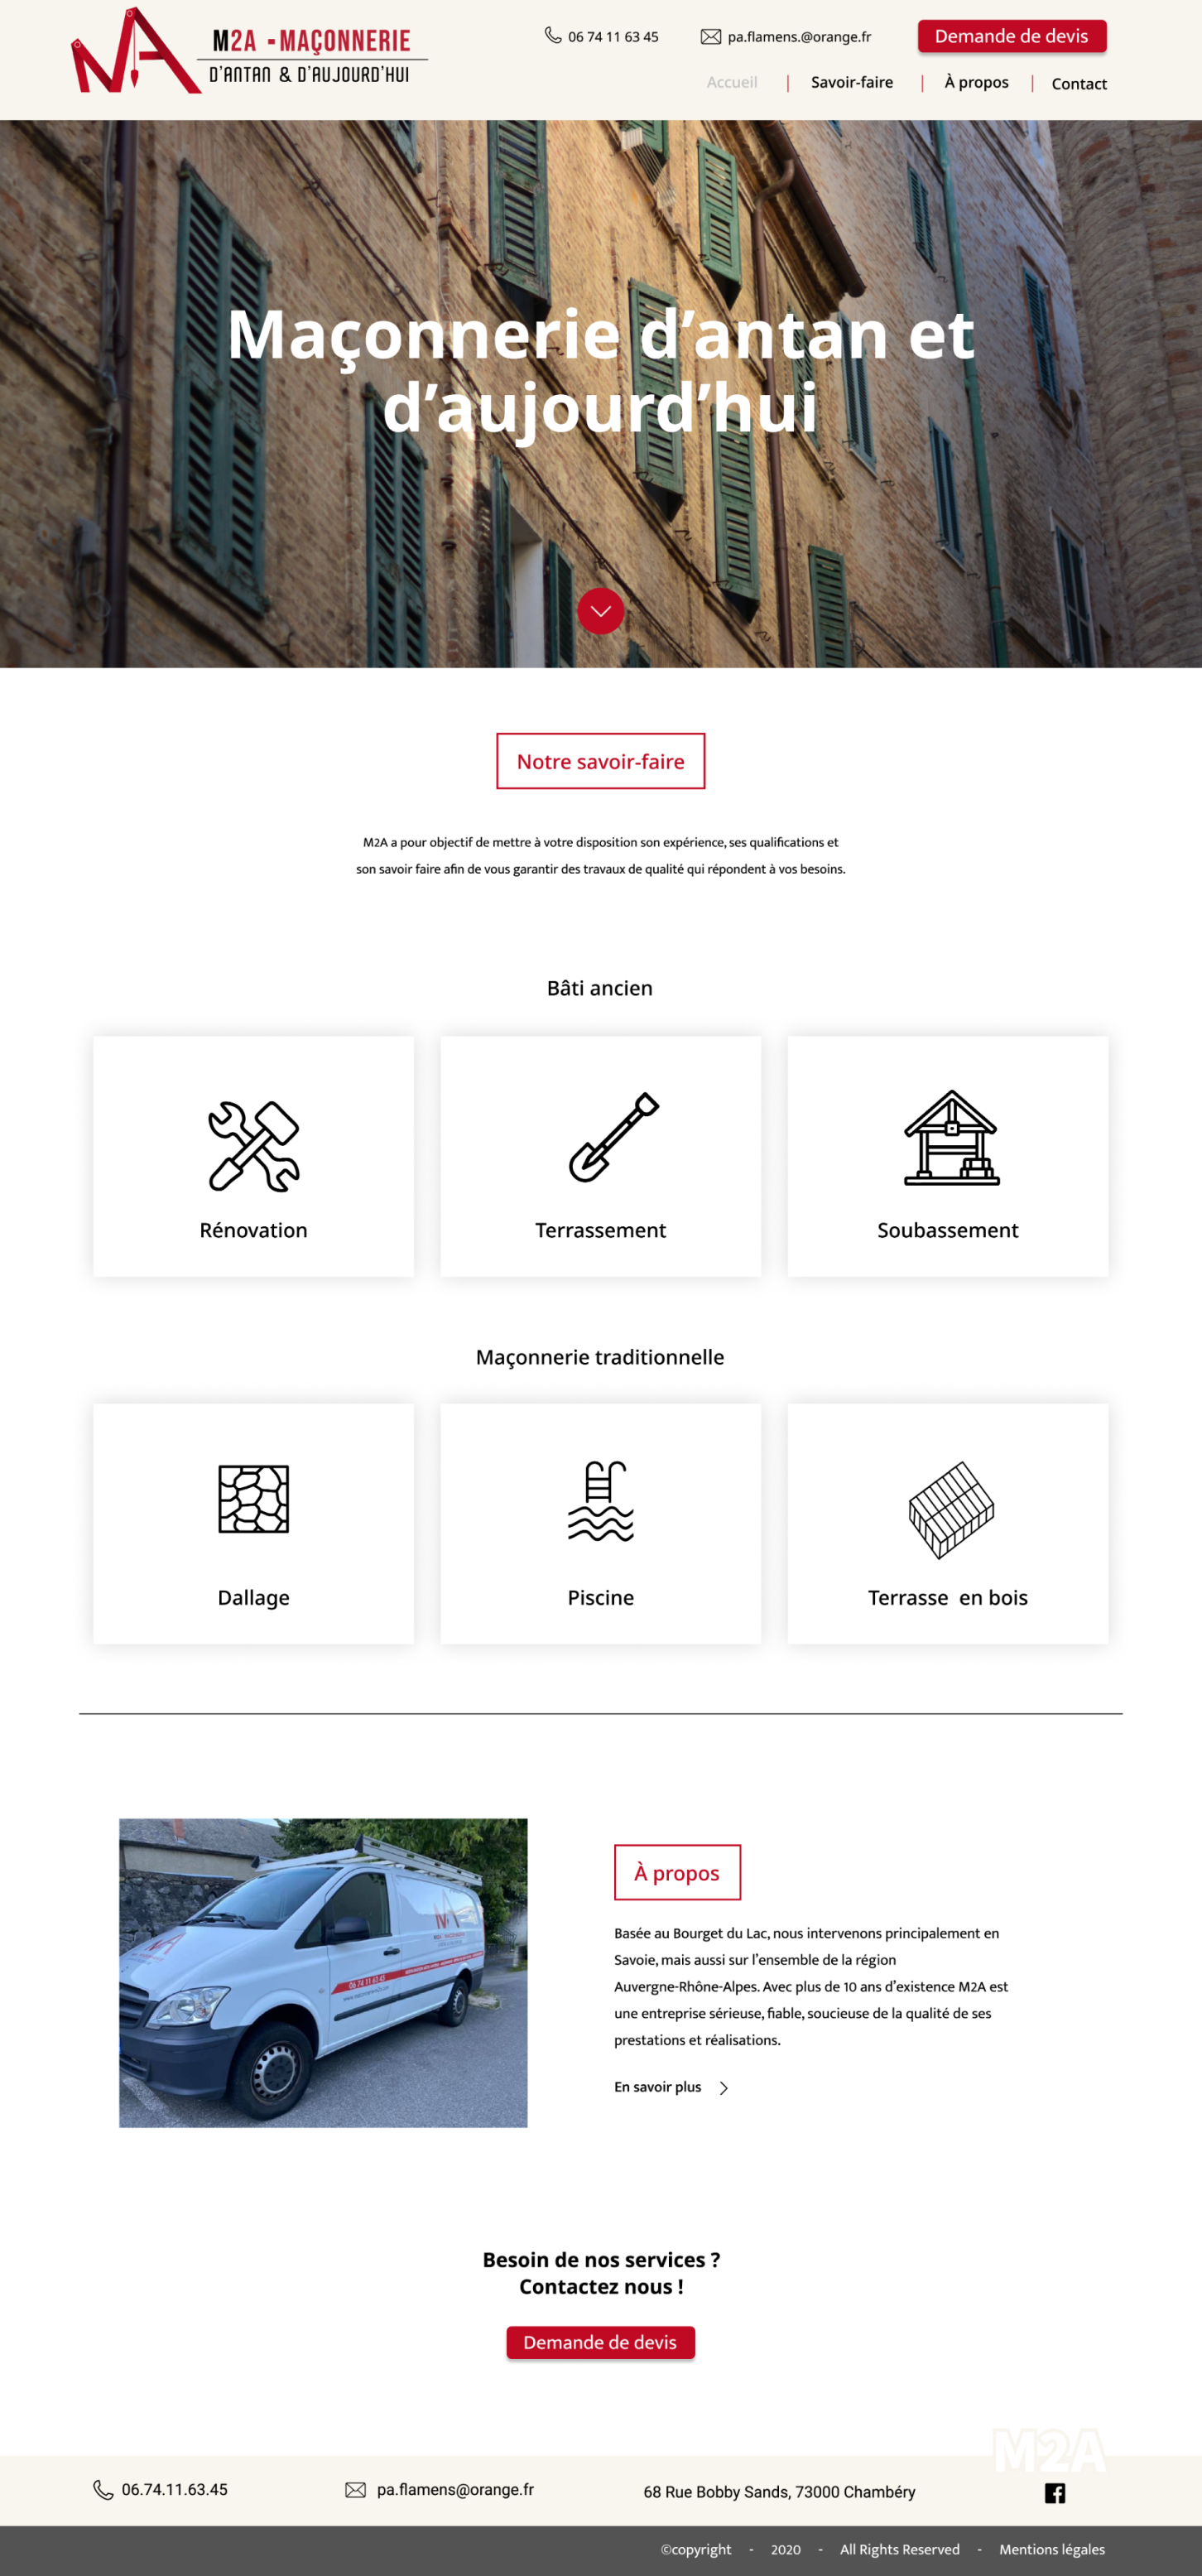 M2A - MAÇONNERIE
D'ANTAN & D'AUJOURD'HUI
06 74 11 63 45
pa.flamens.@orange.fr
Demande de devis
Accueil | Savoir-faire | À propos | Contact
Maçonnerie d’antan et
d’aujourd’hui
Notre savoir-faire
M2A a pour objectif de mettre à votre disposition son expérience, ses qualifications et
son savoir faire afin de vous garantir des travaux de qualité qui répondent à vos besoins.
Bâti ancien
Rénovation
Terrassement
Soubassement
Maçonnerie traditionnelle
Dallage
Piscine
Terrasse en bois
06 74 11 63 45
À propos
Basée au Bourget du Lac, nous intervenons principalement en
Savoie, mais aussi sur l’ensemble de la région
Auvergne-Rhône-Alpes. Avec plus de 10 ans d’existence M2A est
une entreprise sérieuse, fiable, soucieuse de la qualité de ses
prestations et réalisations.
En savoir plus
Besoin de nos services ?
Contactez nous !
Demande de devis
M2A
06.74.11.63.45
pa.flamens@orange.fr
68 Rue Bobby Sands, 73000 Chambéry
©copyright - 2020 - All Rights Reserved - Mentions légales